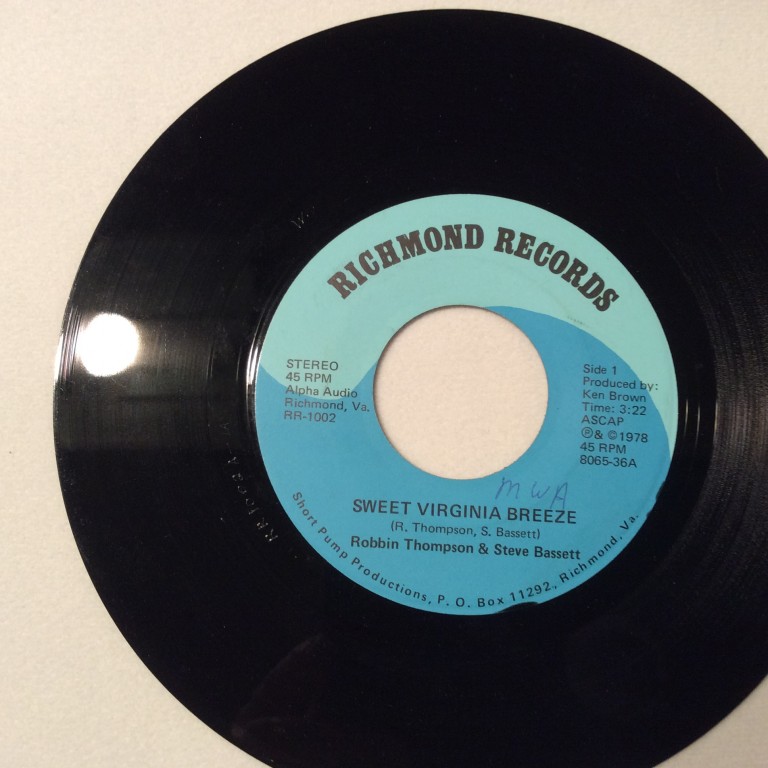 RICHMOND RECORDS
STEREO
45 RPM
Alpha Audio
Richmond, Va.
RR-1002
Side 1
Produced by:
Ken Brown
Time: 3:22
ASCAP
℗& ©1978
45 RPM
8065-36A
MWA
SWEET VIRGINIA BREEZE
(R. Thompson, S. Bassett)
Robbin Thompson & Steve Bassett
Short Pump Productions, P. O. Box 11292, Richmond, Va.